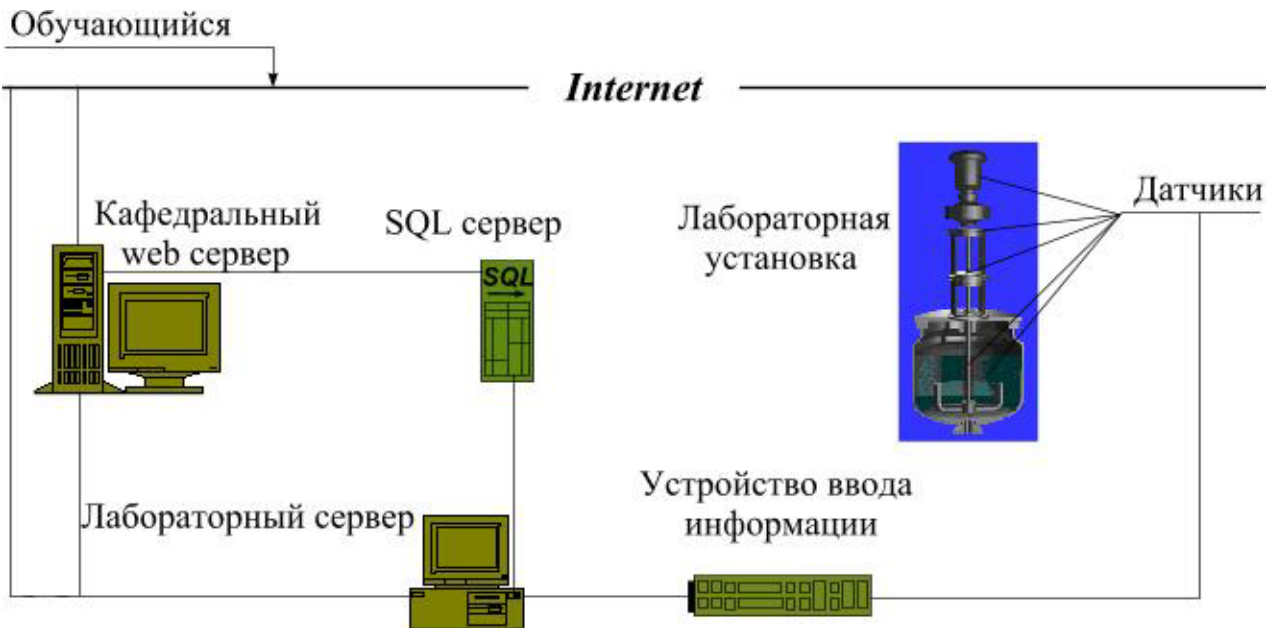 Обучающийся
Internet
Кафедральный
web сервер
SQL сервер
SQL
Лабораторная
установка
Датчики
Лабораторный сервер
Устройство ввода
информации